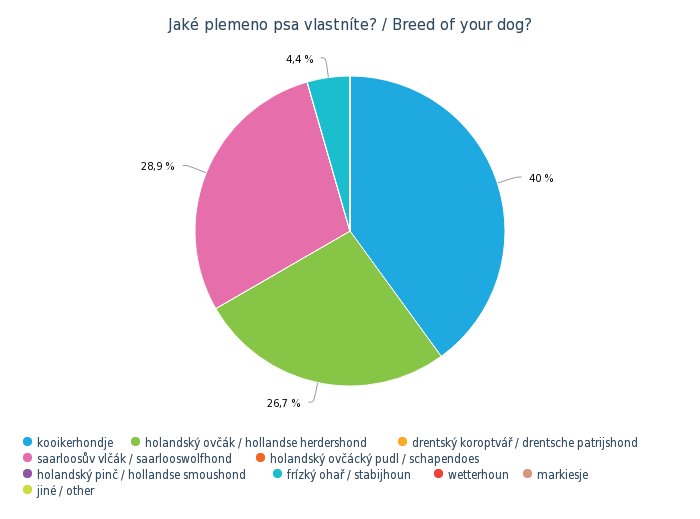 Jaké plemeno psa vlastníte? / Breed of your dog?
4,4 %
28,9 %
40 %
26,7 %
kooikerhondje
holandský ovčák / hollandse herdershond
drentský koroptvář / drentsche patrijshond
saarloosův vlčák / saarlooswolfhond
holandský ovčácký pudl / schapendoes
holandský pinč / hollandse smoushond
frízký ohař / stabijhoun
wetterhoun
markiesje
jiné / other